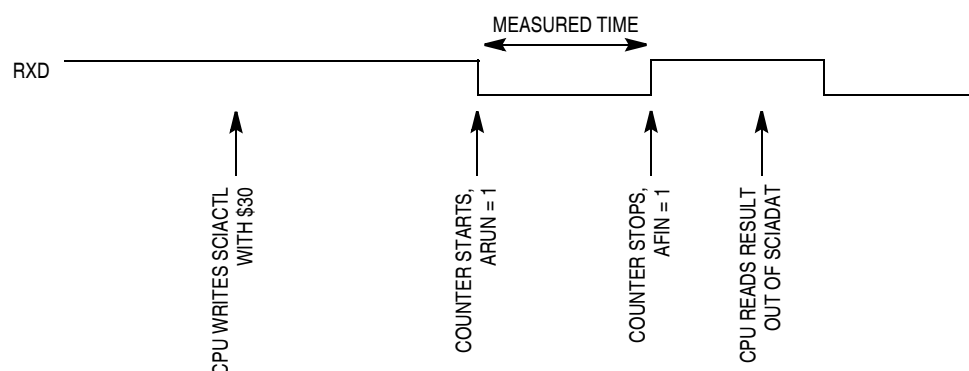 MEASURED TIME
RXD
CPU WRITES SCIACTL
WITH $30
COUNTER STARTS,
ARUN = 1
COUNTER STOPS,
AFIN = 1
CPU READS RESULT
OUT OF SCIADAT